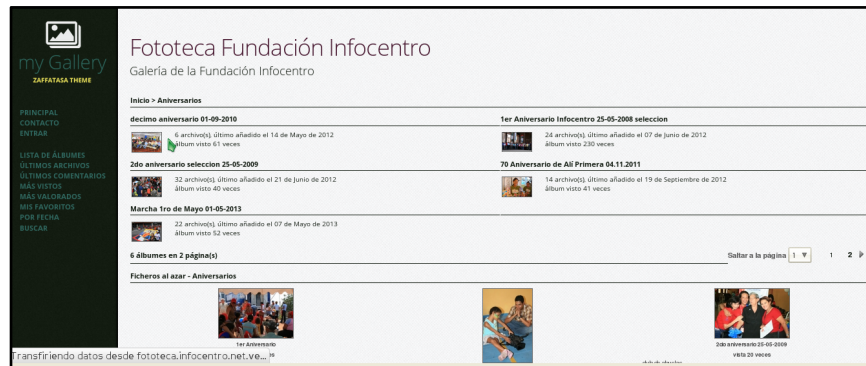 my Gallery
ZAFFATASA THEME
PRINCIPAL
CONTACTO
ENTRAR
LISTA DE ÁLBUMES
ÚLTIMOS ARCHIVOS
ÚLTIMOS COMENTARIOS
MÁS VISTOS
MÁS VALORADOS
MIS FAVORITOS
POR FECHA
BUSCAR
Fototeca Fundación Infocentro
Galería de la Fundación Infocentro
Inicio > Aniversarios
decimo aniversario 01-09-2010
6 archivo(s), último añadido el 14 de Mayo de 2012
álbum visto 61 veces
1er Aniversario Infocentro 25-05-2008 seleccion
24 archivo(s), último añadido el 07 de Junio de 2012
álbum visto 230 veces
2do aniversario seleccion 25-05-2009
32 archivo(s), último añadido el 21 de Junio de 2012
álbum visto 40 veces
70 Aniversario de Alí Primera 04.11.2011
14 archivo(s), último añadido el 19 de Septiembre de 2012
álbum visto 41 veces
Marcha 1ro de Mayo 01-05-2013
22 archivo(s), último añadido el 07 de Mayo de 2013
álbum visto 52 veces
6 álbumes en 2 página(s)
Saltar a la página 1 1 2
Ficheros al azar - Aniversarios
1er Aniversario
2do aniversario 25-05-2009
vista 20 veces
Transfiriendo datos desde fototeca.infocentro.net.ve...